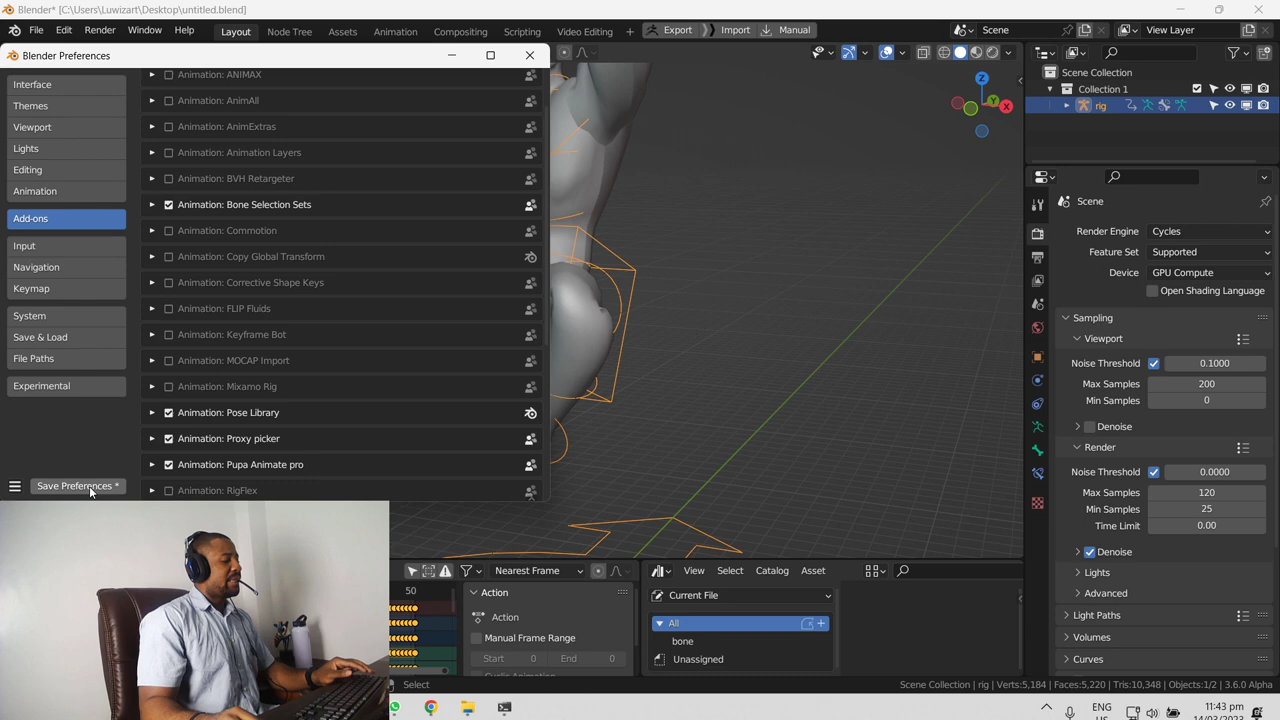 Blender* [C:\Users\Luwizart\Desktop\untitled.blend]
File Edit Render Window Help Layout Node Tree Assets Animation Compositing Scripting Video Editing + Export Import Manual Scene View Layer
Blender Preferences
Interface
Themes
Viewport
Lights
Editing
Animation
Add-ons
Input
Navigation
Keymap
System
Save & Load
File Paths
Experimental
Save Preferences *
Animation: ANIMAX
Animation: AnimAll
Animation: AnimExtras
Animation: Animation Layers
Animation: BVH Retargeter
Animation: Bone Selection Sets
Animation: Commotion
Animation: Copy Global Transform
Animation: Corrective Shape Keys
Animation: FLIP Fluids
Animation: Keyframe Bot
Animation: MOCAP Import
Animation: Mixamo Rig
Animation: Pose Library
Animation: Proxy picker
Animation: Pupa Animate pro
Animation: RigFlex
Z
Y
X
Scene Collection
Collection 1
rig
Scene
Render Engine Cycles
Feature Set Supported
Device GPU Compute
Open Shading Language
Sampling
Viewport
Noise Threshold 0.1000
Max Samples 200
Min Samples 0
Denoise
Render
Noise Threshold 0.0000
Max Samples 120
Min Samples 25
Time Limit 0.00
Denoise
Lights
Advanced
Light Paths
Volumes
Curves
Nearest Frame
50
Action
Action
Manual Frame Range
Start 0 End 0
View Select Catalog Asset
Current File
All
bone
Unassigned
Select
Scene Collection | rig | Verts:5,184 | Faces:5,220 | Tris:10,348 | Objects:1/2 | 3.6.0 Alpha
ENG
11:43 pm